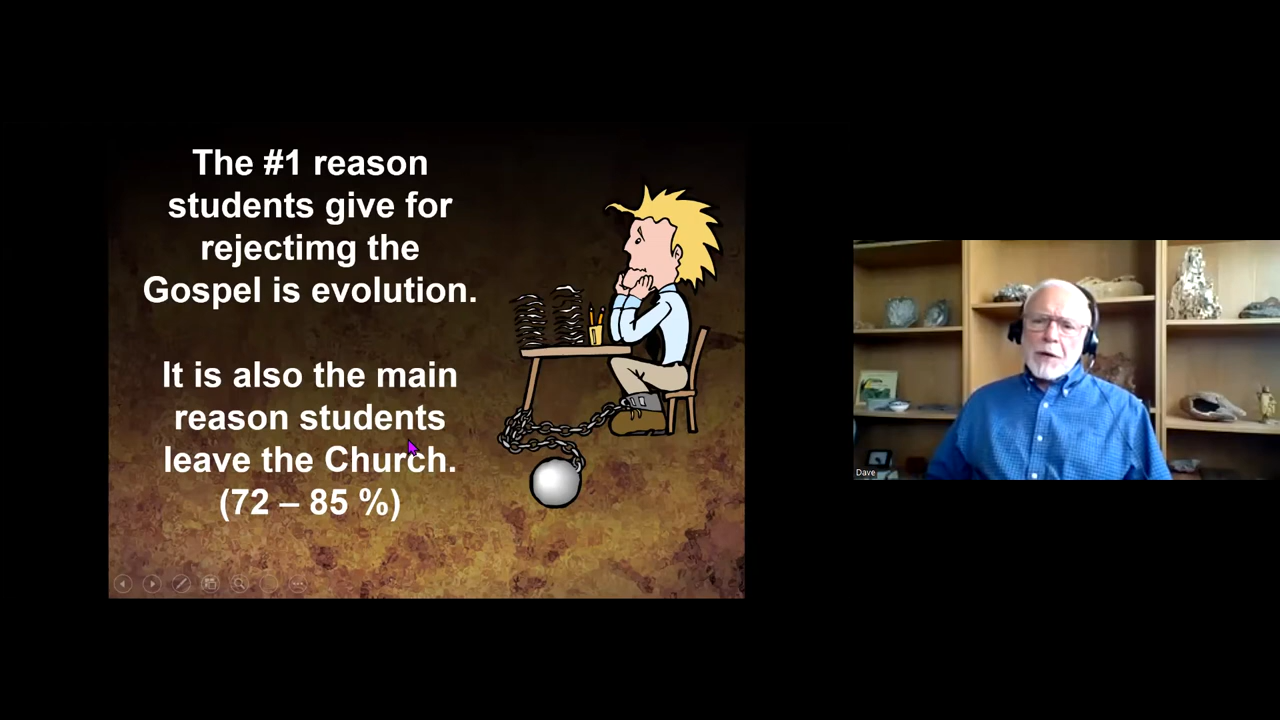 The #1 reason
students give for
rejectimg the
Gospel is evolution.
It is also the main
reason students
leave the Church.
(72 – 85 %)
Dave